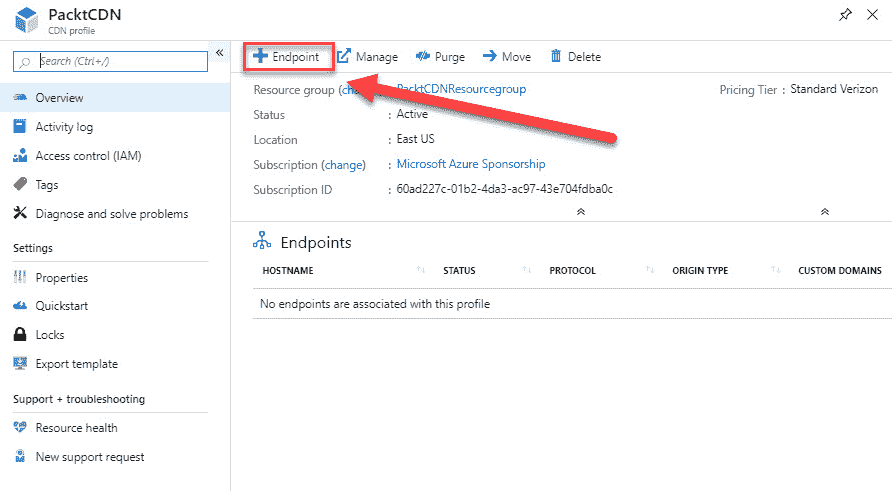 PacktCDN
CDN profile
Search (Ctrl+/)
«
Overview
Activity log
Access control (IAM)
Tags
Diagnose and solve problems
Settings
Properties
Quickstart
Locks
Export template
Support + troubleshooting
Resource health
New support request
Endpoint Manage Purge Move Delete
Resource group (cha PacktCDNResourcegroup Pricing Tier : Standard Verizon
Status : Active
Location : East US
Subscription (change) : Microsoft Azure Sponsorship
Subscription ID : 60ad227c-01b2-4da3-ac97-43e704fdba0c
Endpoints
HOSTNAME STATUS PROTOCOL ORIGIN TYPE CUSTOM DOMAINS
No endpoints are associated with this profile